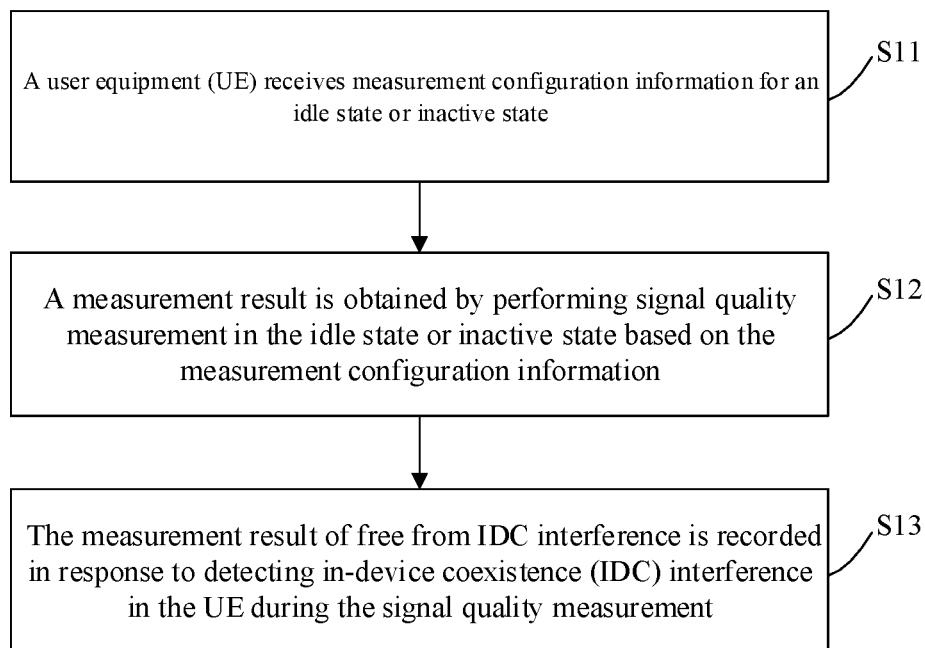 A user equipment (UE) receives measurement configuration information for an
idle state or inactive state
S11
A measurement result is obtained by performing signal quality
measurement in the idle state or inactive state based on the
measurement configuration information
S12
The measurement result of free from IDC interference is recorded
in response to detecting in-device coexistence (IDC) interference
in the UE during the signal quality measurement
S13